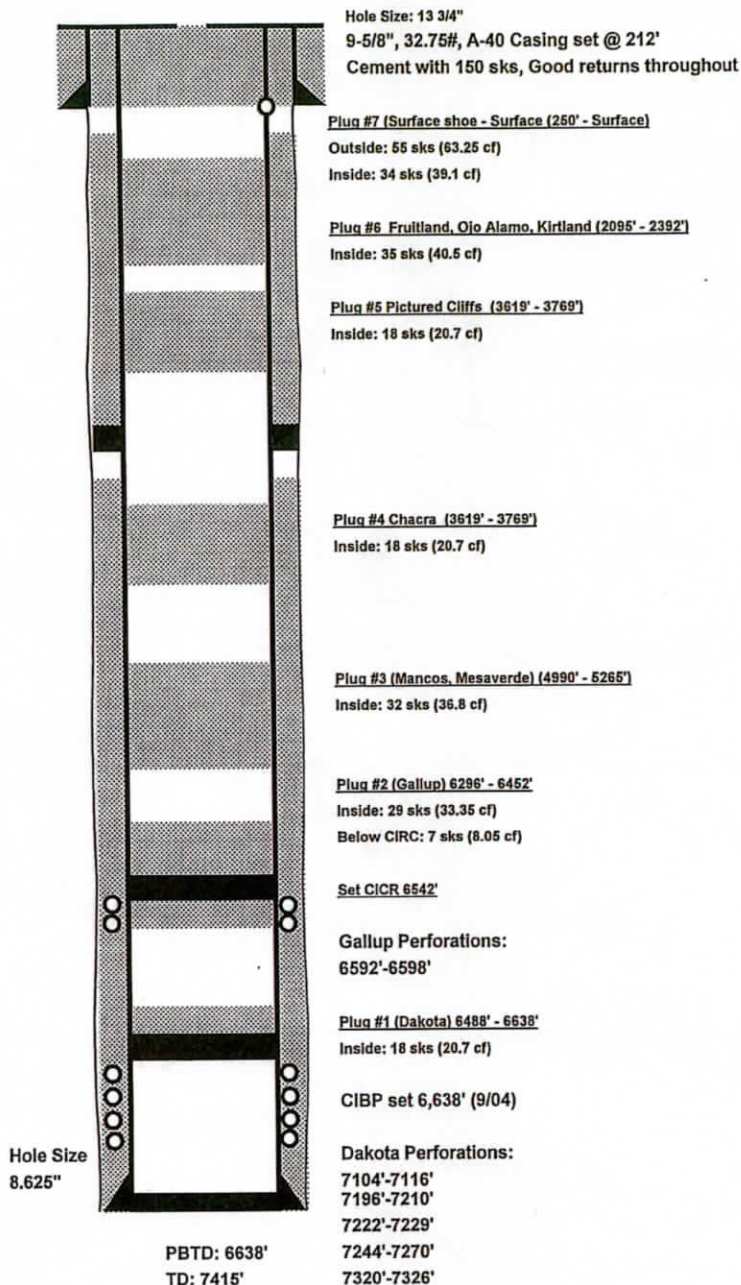 Hole Size: 13 3/4"
9-5/8", 32.75#, A-40 Casing set @ 212'
Cement with 150 sks, Good returns throughout
Plug #7 (Surface shoe - Surface (250' - Surface)
Outside: 55 sks (63.25 cf)
Inside: 34 sks (39.1 cf)
Plug #6 Fruitland, Ojo Alamo, Kirtland (2095' - 2392')
Inside: 35 sks (40.5 cf)
Plug #5 Pictured Cliffs (3619' - 3769')
Inside: 18 sks (20.7 cf)
Plug #4 Chacra (3619' - 3769')
Inside: 18 sks (20.7 cf)
Plug #3 (Mancos, Mesaverde) (4990' - 5265')
Inside: 32 sks (36.8 cf)
Plug #2 (Gallup) 6296' - 6452'
Inside: 29 sks (33.35 cf)
Below CIRC: 7 sks (8.05 cf)
Set CICR 6542'
Gallup Perforations:
6592'-6598'
Plug #1 (Dakota) 6488' - 6638'
Inside: 18 sks (20.7 cf)
CIBP set 6,638' (9/04)
Hole Size
8.625"
Dakota Perforations:
7104'-7116'
7196'-7210'
7222'-7229'
7244'-7270'
7320'-7326'
PBTD: 6638'
TD: 7415'